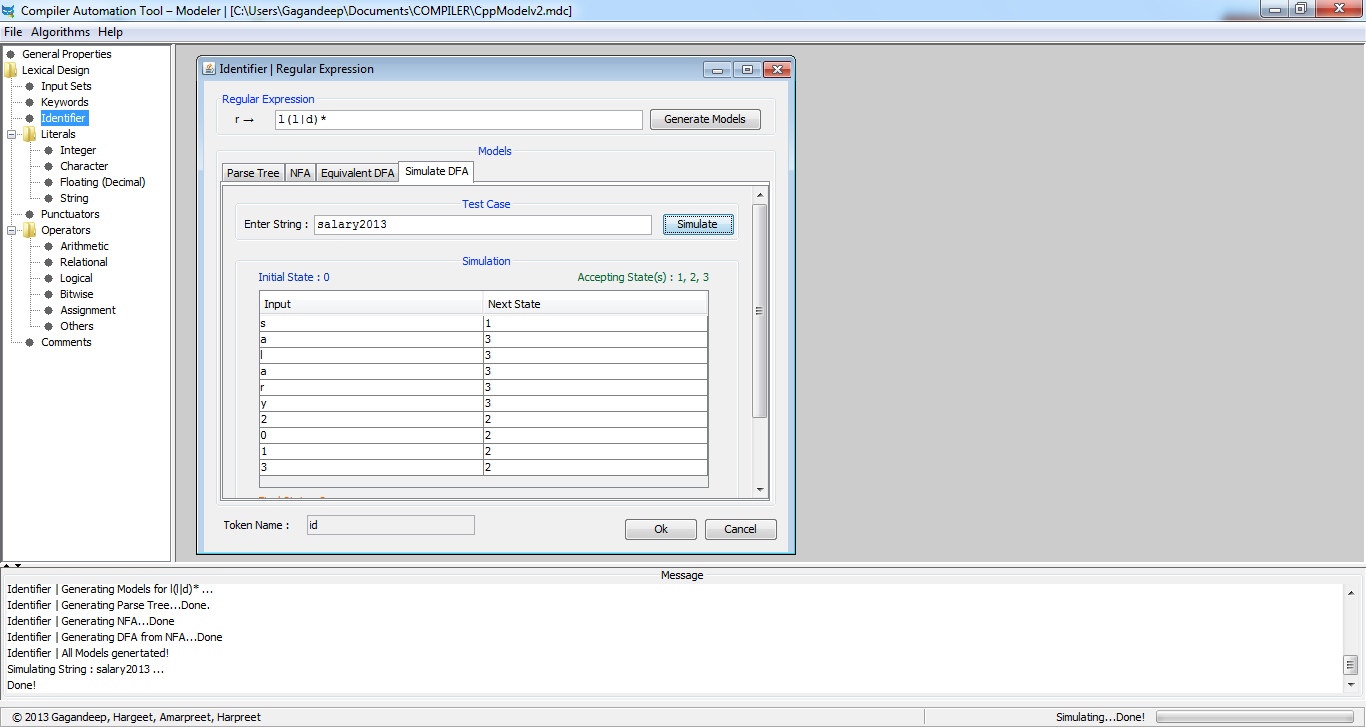 Compiler Automation Tool – Modeler | [C:\Users\Gagandeep\Documents\COMPILER\CppModelv2.mdc]
File Algorithms Help
General Properties
Lexical Design
Input Sets
Keywords
Identifier
Literals
Integer
Character
Floating (Decimal)
String
Punctuators
Operators
Arithmetic
Relational
Logical
Bitwise
Assignment
Others
Comments
Identifier | Regular Expression
Regular Expression
r → l(l|d)* Generate Models
Models
Parse Tree NFA Equivalent DFA Simulate DFA
Test Case
Enter String : salary2013 Simulate
Simulation
Initial State : 0 Accepting State(s) : 1, 2, 3
Input Next State
s 1
a 3
l 3
a 3
r 3
y 3
2 2
0 2
1 2
3 2
Token Name : id Ok Cancel
Message
Identifier | Generating Models for l(l|d)* ...
Identifier | Generating Parse Tree...Done.
Identifier | Generating NFA...Done
Identifier | Generating DFA from NFA...Done
Identifier | All Models genertated!
Simulating String : salary2013 ...
Done!
© 2013 Gagandeep, Hargeet, Amarpreet, Harpreet Simulating...Done!